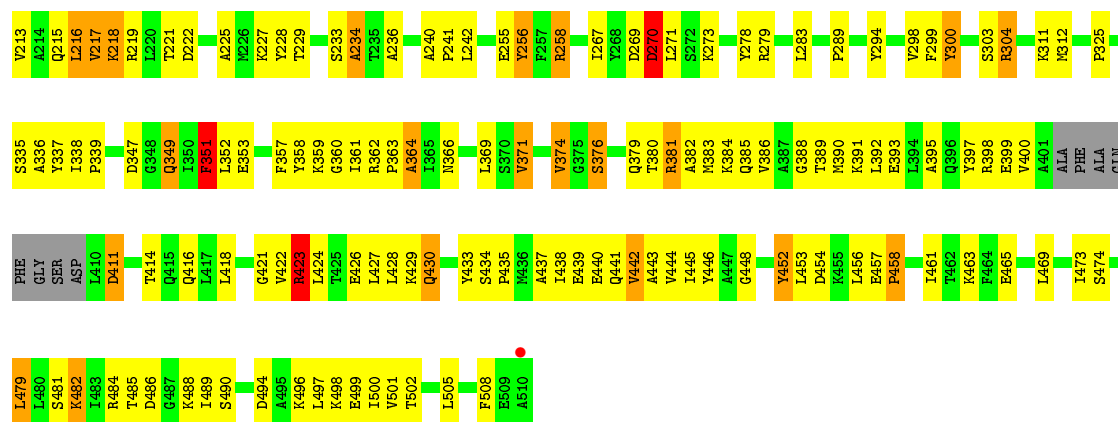 V213 A214 Q215 L216 V217 K318 R219 L220 T221 D222 A225 M226 K227 Y228 T229 S233 A234 T235 A236 A240 P241 L242 E255 Y256 F257 R258 I267 Y268 D269 D270 L271 S272 K273 Y278 R279 L283 P289 Y294 V298 F299 Y300 S303 R304 K311 M312 P325
S335 A336 Y337 I338 P339 D347 G348 Q349 I350 F351 L352 E353 F357 Y358 K359 G360 I361 R362 P363 A364 I365 N366 L369 S370 V371 V374 G375 S376 Q379 T380 R381 A382 M383 K384 Q385 V386 A387 G388 T389 M390 K391 L392 E393 L394 A395 Q396 Y397 R398 E399 V400 A401 ALA PHE ALA GLN
PHE GLY SER ASP L410 D411 T414 Q415 Q416 L417 L418 G421 V422 R423 L424 T425 E426 L427 L428 K429 Q430 Y433 S434 P435 M436 A437 I438 E439 E440 Q441 V442 A443 V444 I445 Y446 A447 G448 Y452 L453 D454 K455 L456 E457 P458 I461 T462 K463 F464 E465 L469 I473 S474
L479 L480 S481 K482 I483 R484 T485 D486 G487 K488 I489 S490 D494 A495 K496 L497 K498 E499 I500 V501 T502 L505 F508 E509 A510